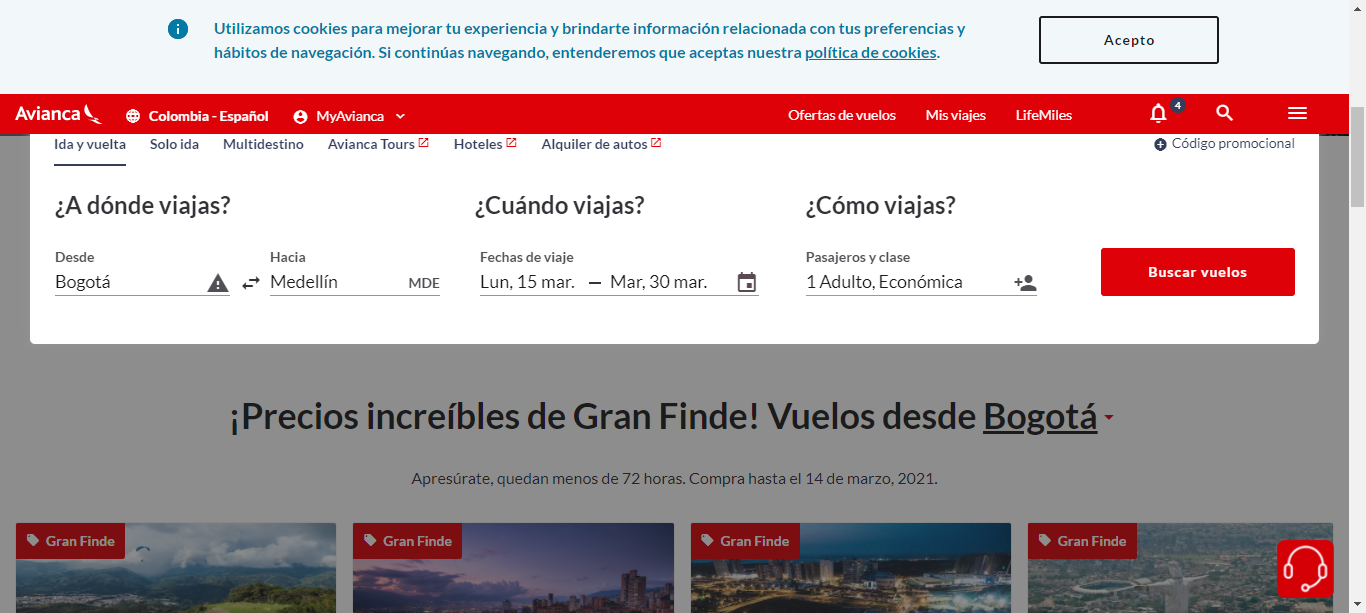 Utilizamos cookies para mejorar tu experiencia y brindarte información relacionada con tus preferencias y
hábitos de navegación. Si continúas navegando, entenderemos que aceptas nuestra política de cookies.
Acepto
Avianca
Colombia - Español
MyAvianca
Ofertas de vuelos
Mis viajes
LifeMiles
4
Ida y vuelta
Solo ida
Multidestino
Avianca Tours
Hoteles
Alquiler de autos
Código promocional
¿A dónde viajas?
¿Cuándo viajas?
¿Cómo viajas?
Desde
Hacia
Fechas de viaje
Pasajeros y clase
Bogotá
Medellín MDE
Lun, 15 mar. — Mar, 30 mar.
1 Adulto, Económica
Buscar vuelos
¡Precios increíbles de Gran Finde! Vuelos desde Bogotá
Apresúrate, quedan menos de 72 horas. Compra hasta el 14 de marzo, 2021.
Gran Finde
Gran Finde
Gran Finde
Gran Finde